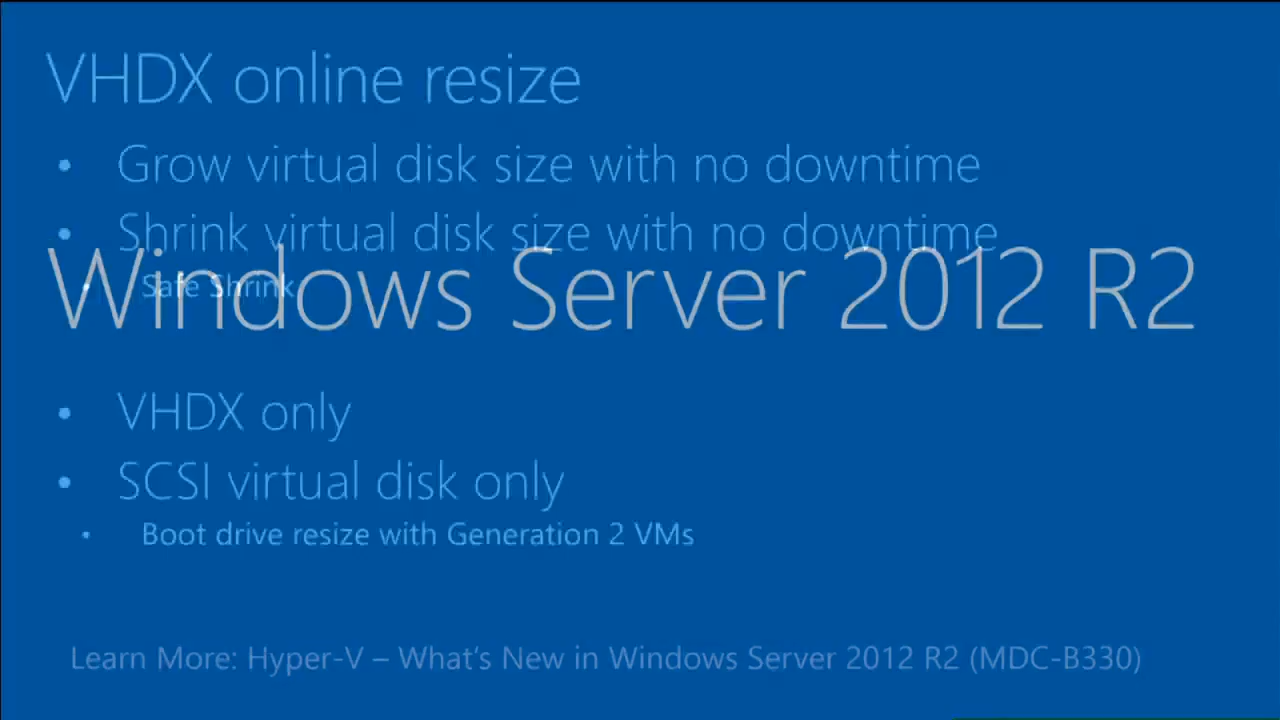 VHDX online resize
• Grow virtual disk size with no downtime
• Shrink virtual disk size with no downtime
• Safe Shrink
Windows Server 2012 R2
• VHDX only
• SCSI virtual disk only
• Boot drive resize with Generation 2 VMs
Learn More: Hyper-V – What's New in Windows Server 2012 R2 (MDC-B330)